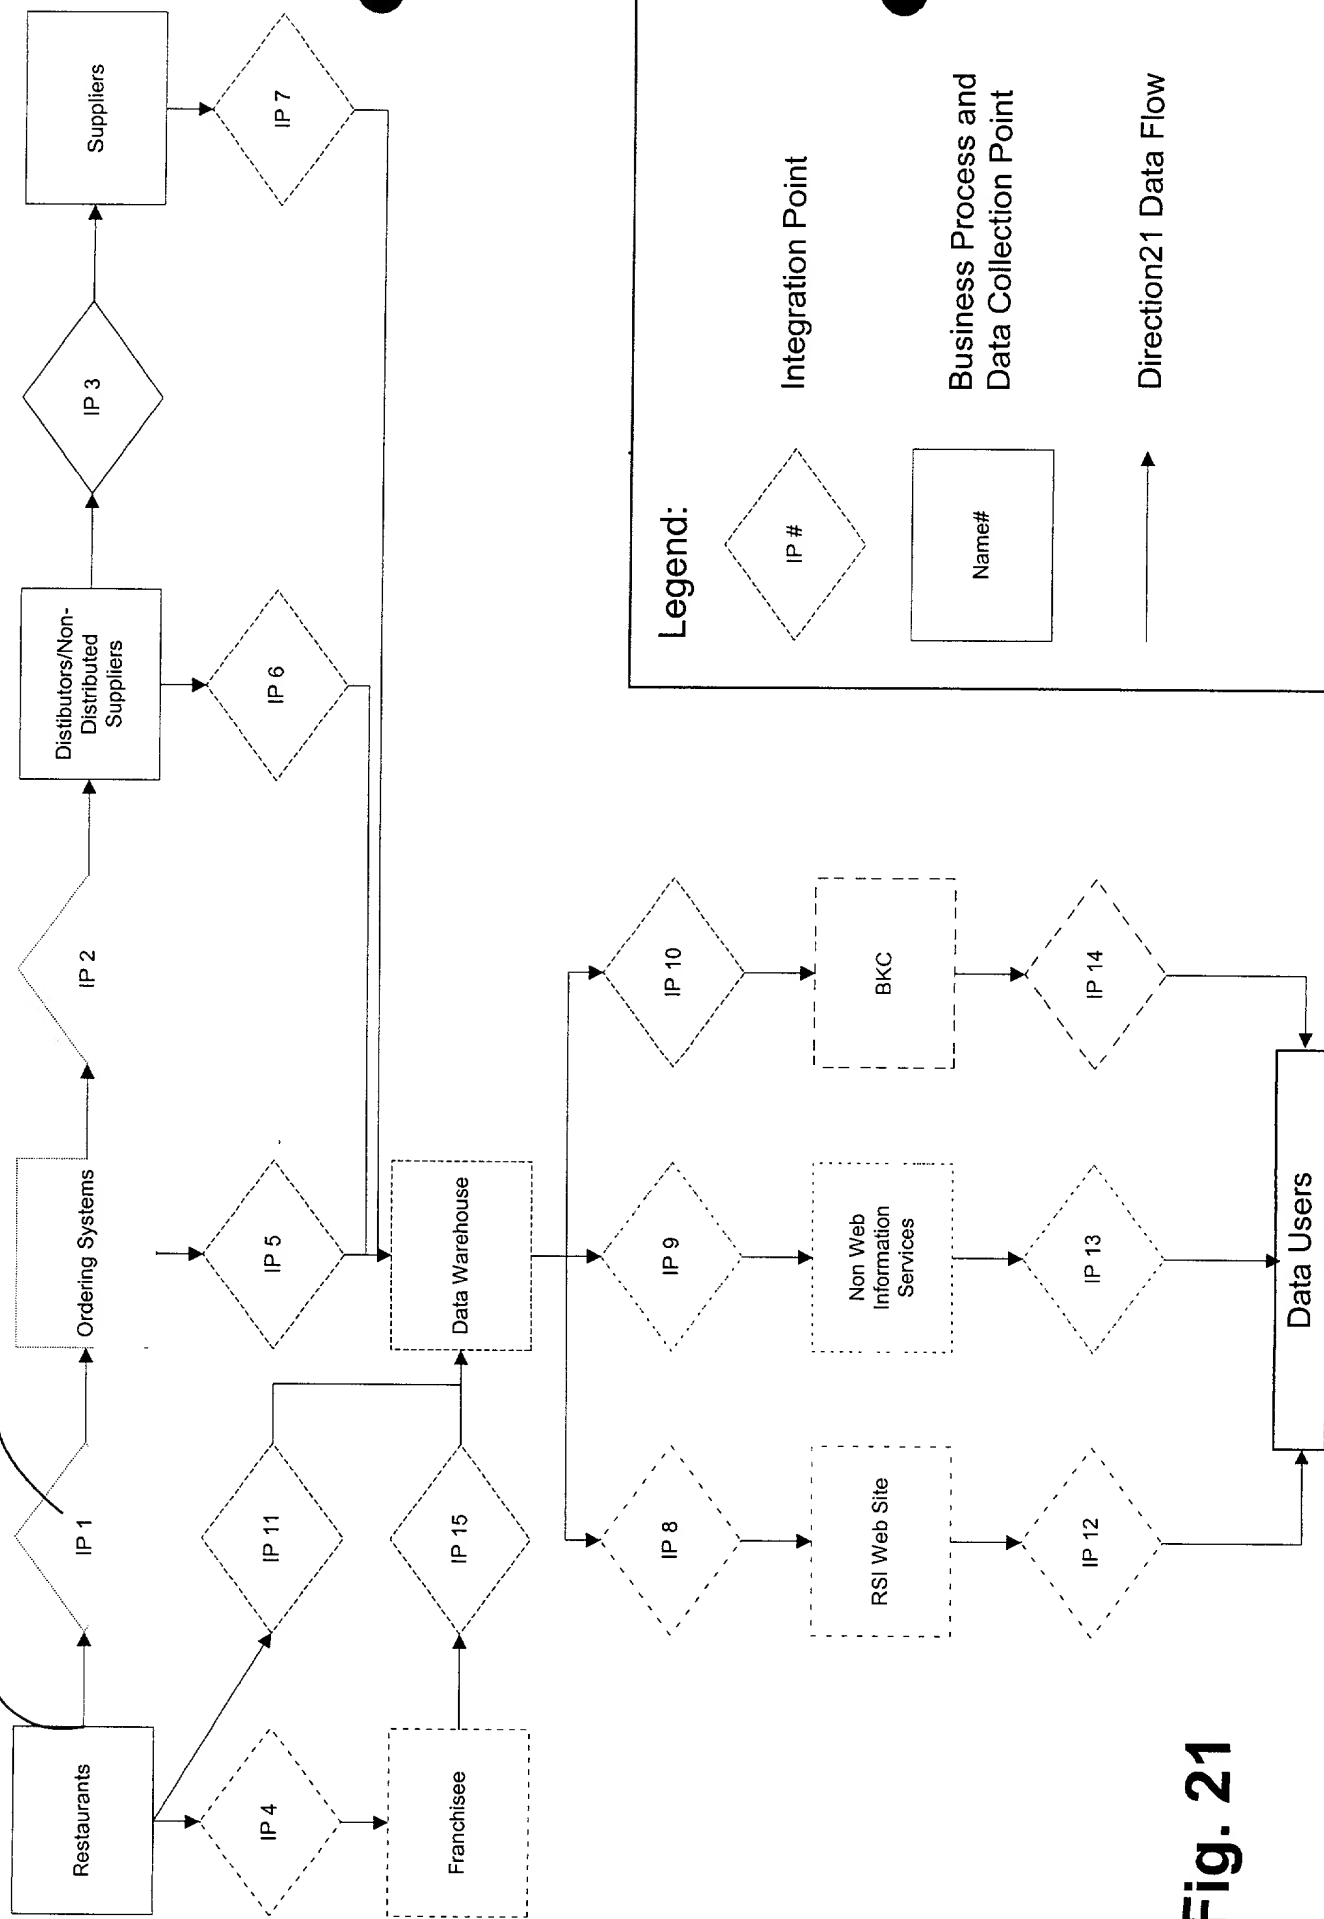 Restaurants
IP 1
Ordering Systems
IP 2
Distibutors/Non-
Distributed
Suppliers
IP 3
Suppliers
IP 4
IP 11
IP 5
IP 6
IP 7
Franchisee
IP 15
Data Warehouse
IP 8
IP 9
IP 10
RSI Web Site
Non Web
Information
Services
BKC
IP 12
IP 13
IP 14
Data Users
Legend:
IP #
Integration Point
Name#
Business Process and
Data Collection Point
Direction21 Data Flow
Fig. 21